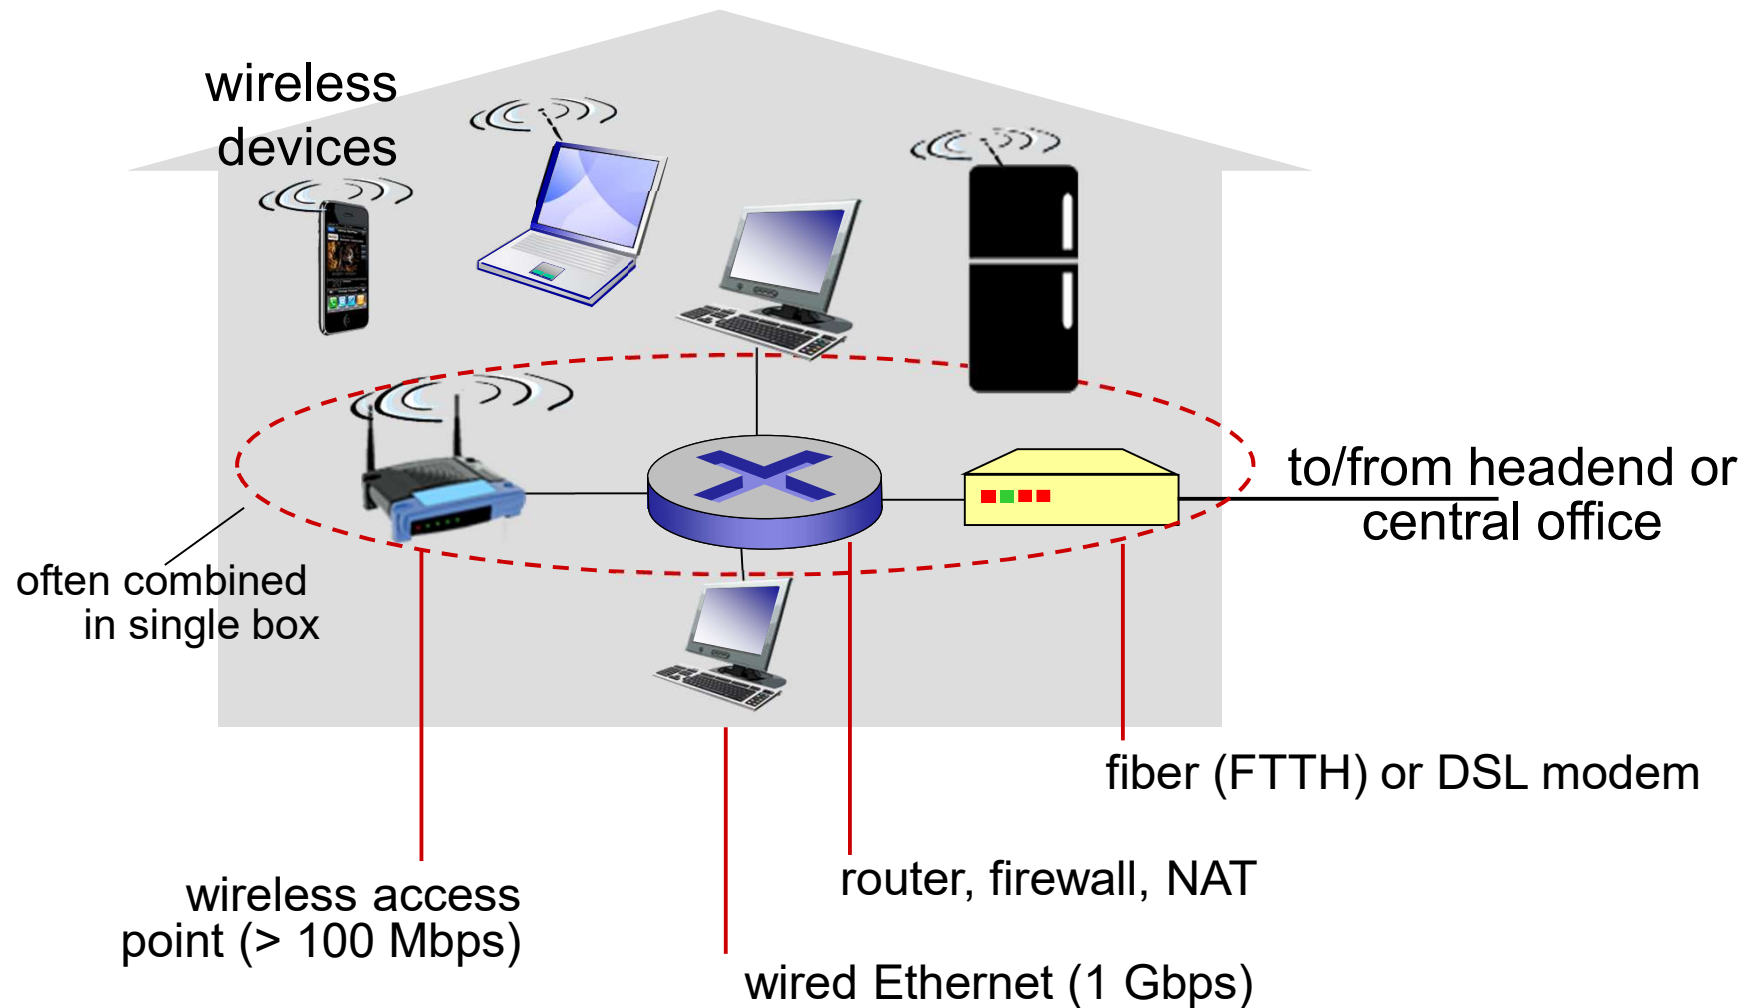 wireless
devices
to/from headend or
central office
often combined
in single box
fiber (FTTH) or DSL modem
router, firewall, NAT
wireless access
point (> 100 Mbps)
wired Ethernet (1 Gbps)